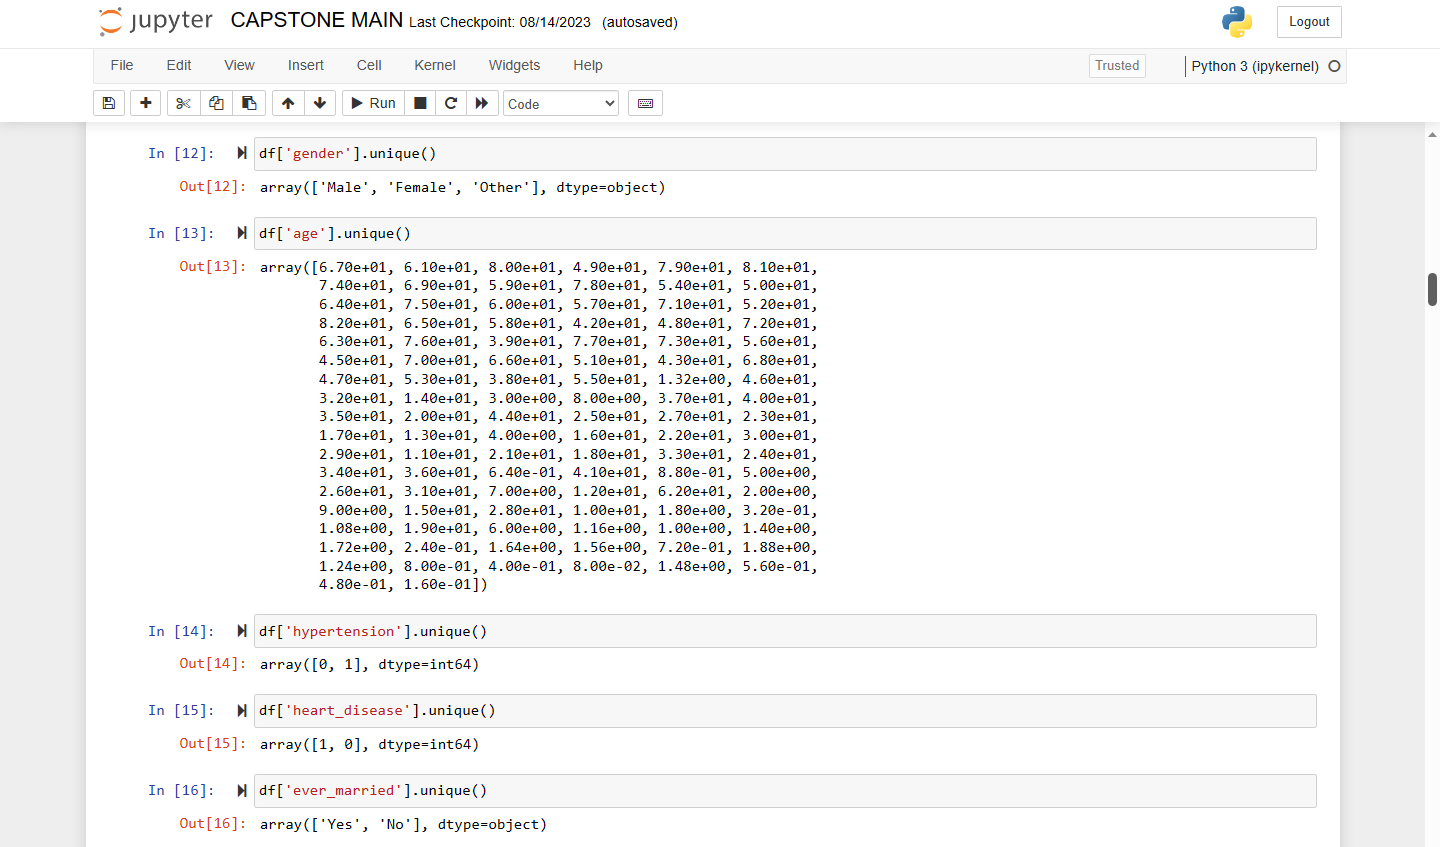 jupyter CAPSTONE MAIN Last Checkpoint: 08/14/2023 (autosaved) Logout
File Edit View Insert Cell Kernel Widgets Help Trusted Python 3 (ipykernel)
Run Code
In [12]: df['gender'].unique()
Out[12]: array(['Male', 'Female', 'Other'], dtype=object)
In [13]: df['age'].unique()
Out[13]: array([6.70e+01, 6.10e+01, 8.00e+01, 4.90e+01, 7.90e+01, 8.10e+01,
7.40e+01, 6.90e+01, 5.90e+01, 7.80e+01, 5.40e+01, 5.00e+01,
6.40e+01, 7.50e+01, 6.00e+01, 5.70e+01, 7.10e+01, 5.20e+01,
8.20e+01, 6.50e+01, 5.80e+01, 4.20e+01, 4.80e+01, 7.20e+01,
6.30e+01, 7.60e+01, 3.90e+01, 7.70e+01, 7.30e+01, 5.60e+01,
4.50e+01, 7.00e+01, 6.60e+01, 5.10e+01, 4.30e+01, 6.80e+01,
4.70e+01, 5.30e+01, 3.80e+01, 5.50e+01, 1.32e+00, 4.60e+01,
3.20e+01, 1.40e+01, 3.00e+00, 8.00e+00, 3.70e+01, 4.00e+01,
3.50e+01, 2.00e+01, 4.40e+01, 2.50e+01, 2.70e+01, 2.30e+01,
1.70e+01, 1.30e+01, 4.00e+00, 1.60e+01, 2.20e+01, 3.00e+01,
2.90e+01, 1.10e+01, 2.10e+01, 1.80e+01, 3.30e+01, 2.40e+01,
3.40e+01, 3.60e+01, 6.40e-01, 4.10e+01, 8.80e-01, 5.00e+00,
2.60e+01, 3.10e+01, 7.00e+00, 1.20e+01, 6.20e+01, 2.00e+00,
9.00e+00, 1.50e+01, 2.80e+01, 1.00e+01, 1.80e+00, 3.20e-01,
1.08e+00, 1.90e+01, 6.00e+00, 1.16e+00, 1.00e+00, 1.40e+00,
1.72e+00, 2.40e-01, 1.64e+00, 1.56e+00, 7.20e-01, 1.88e+00,
1.24e+00, 8.00e-01, 4.00e-01, 8.00e-02, 1.48e+00, 5.60e-01,
4.80e-01, 1.60e-01])
In [14]: df['hypertension'].unique()
Out[14]: array([0, 1], dtype=int64)
In [15]: df['heart_disease'].unique()
Out[15]: array([1, 0], dtype=int64)
In [16]: df['ever_married'].unique()
Out[16]: array(['Yes', 'No'], dtype=object)